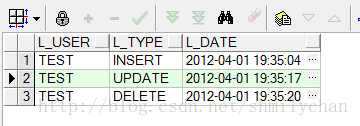 L_USER L_TYPE L_DATE
1 TEST INSERT 2012-04-01 19:35:04 ...
2 TEST UPDATE 2012-04-01 19:35:17 ...
3 TEST DELETE 2012-04-01 19:35:20 ...
http://blog.csdn.net/shmilychan